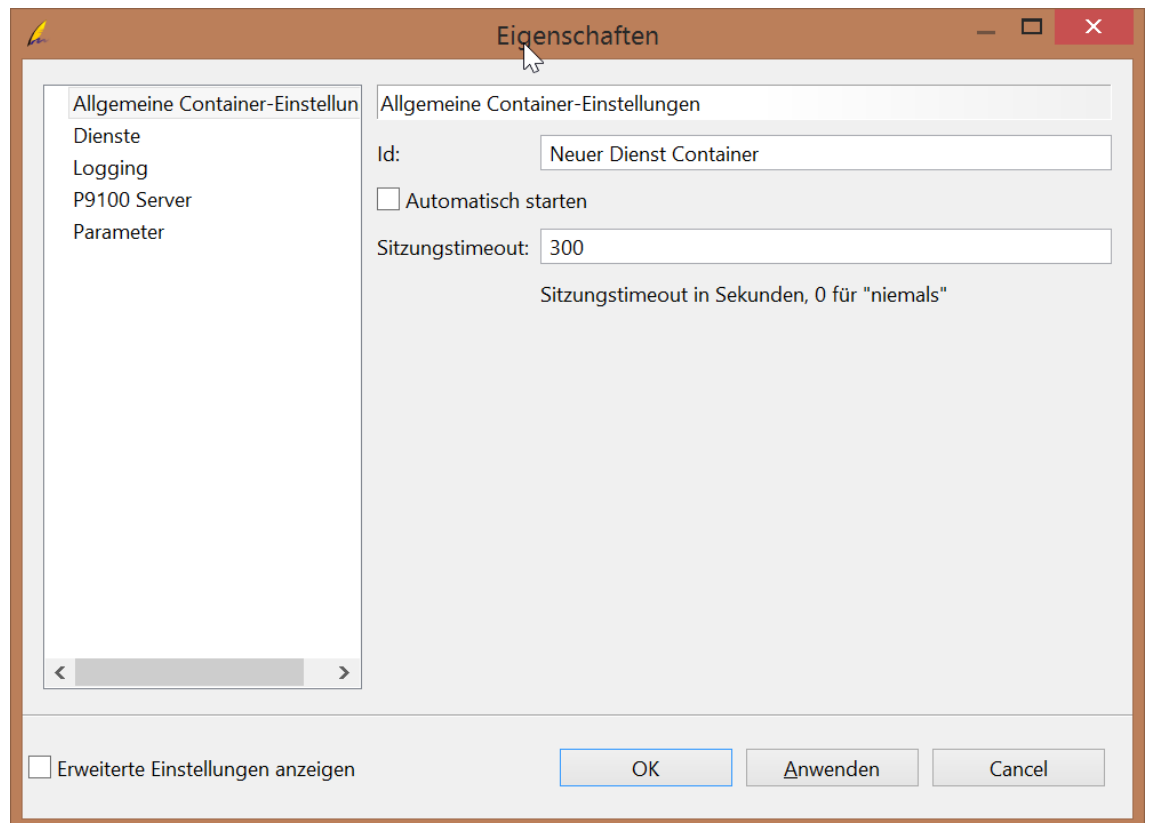 Eigenschaften
Allgemeine Container-Einstellun
Dienste
Logging
P9100 Server
Parameter
Allgemeine Container-Einstellungen
Id: Neuer Dienst Container
Automatisch starten
Sitzungstimeout: 300
Sitzungstimeout in Sekunden, 0 für "niemals"
Erweiterte Einstellungen anzeigen
OK
Anwenden
Cancel